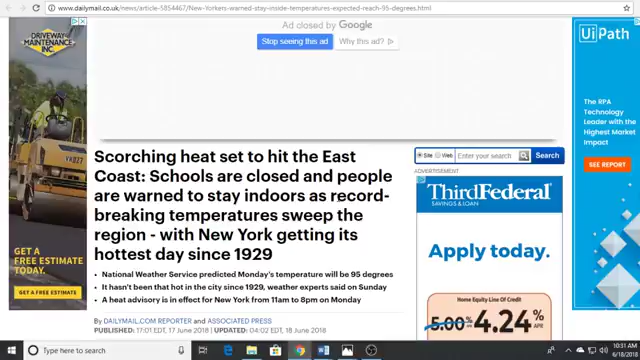 www.dailymail.co.uk/news/article-5854467/New-Yorkers-warned-stay-inside-temperatures-expected-reach-95-degrees.html
Ad closed by Google
Stop seeing this ad
Why this ad?
DRIVEWAY
MAINTENANCE
INC.
GET A
FREE ESTIMATE
TODAY.
GET A FREE ESTIMATE
Scorching heat set to hit the East
Coast: Schools are closed and people
are warned to stay indoors as record-
breaking temperatures sweep the
region - with New York getting its
hottest day since 1929
• National Weather Service predicted Monday's temperature will be 95 degrees
• It hasn't been that hot in the city since 1929, weather experts said on Sunday
• A heat advisory is in effect for New York from 11am to 8pm on Monday
By DAILYMAIL.COM REPORTER and ASSOCIATED PRESS
PUBLISHED: 17:01 EDT, 17 June 2018 | UPDATED: 04:02 EDT, 18 June 2018
Site Web Enter your search Search
ADVERTISEMENT
ThirdFederal
SAVINGS & LOAN
Apply today.
Home Equity Line Of Credit
5.00% 4.24% APR
UiPath
The RPA
Technology
Leader with the
Highest Market
Impact
SEE REPORT
Type here to search
10:31 AM
6/18/2018